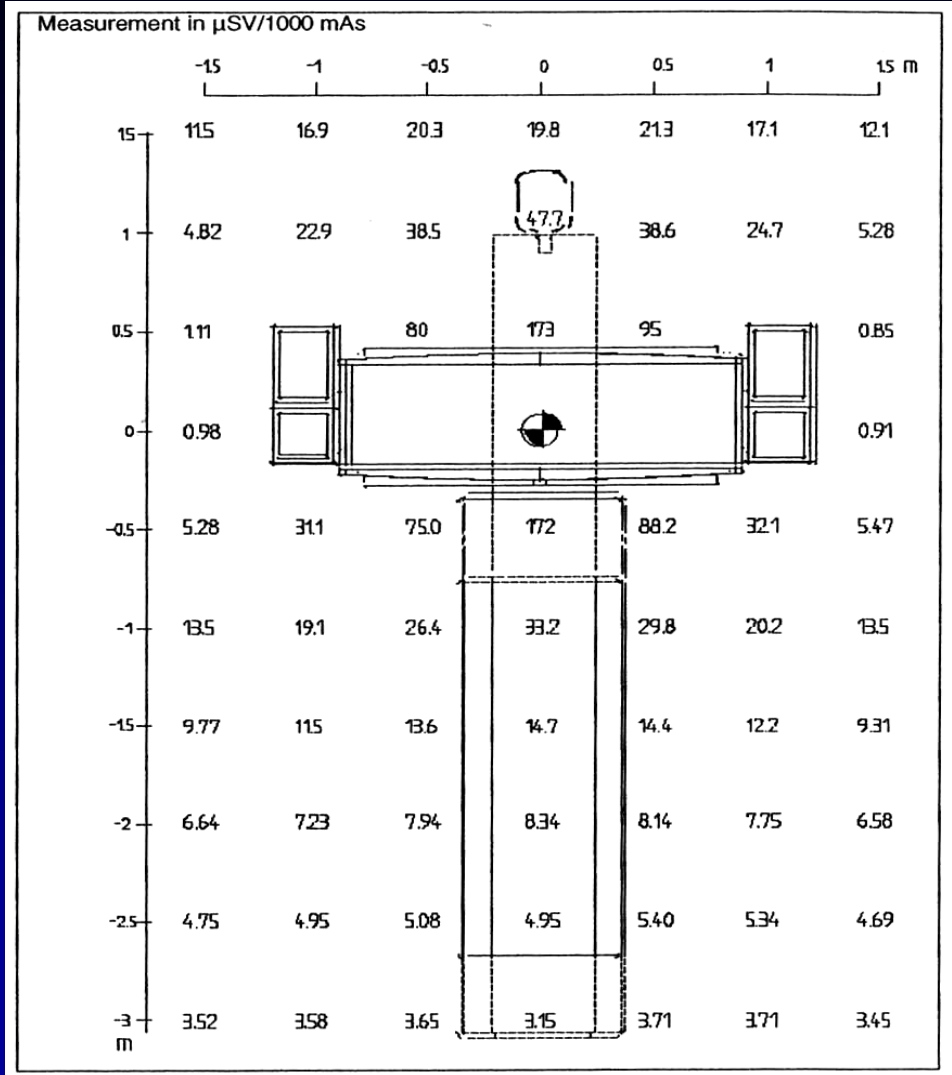 Measurement in µSV/1000 mAs
-1.5 -1 -0.5 0 0.5 1 1.5 m
1.5 11.5 16.9 20.3 19.8 21.3 17.1 12.1
1 4.82 22.9 38.5 47.7 38.6 24.7 5.28
0.5 1.11 80 173 95 0.85
0 0.98 0.91
-0.5 5.28 31.1 75.0 172 88.2 32.1 5.47
-1 13.5 19.1 26.4 33.2 29.8 20.2 13.5
-1.5 9.77 11.5 13.6 14.7 14.4 12.2 9.31
-2 6.64 7.23 7.94 8.34 8.14 7.75 6.58
-2.5 4.75 4.95 5.08 4.95 5.40 5.34 4.69
-3 3.52 3.58 3.65 3.15 3.71 3.71 3.45
m